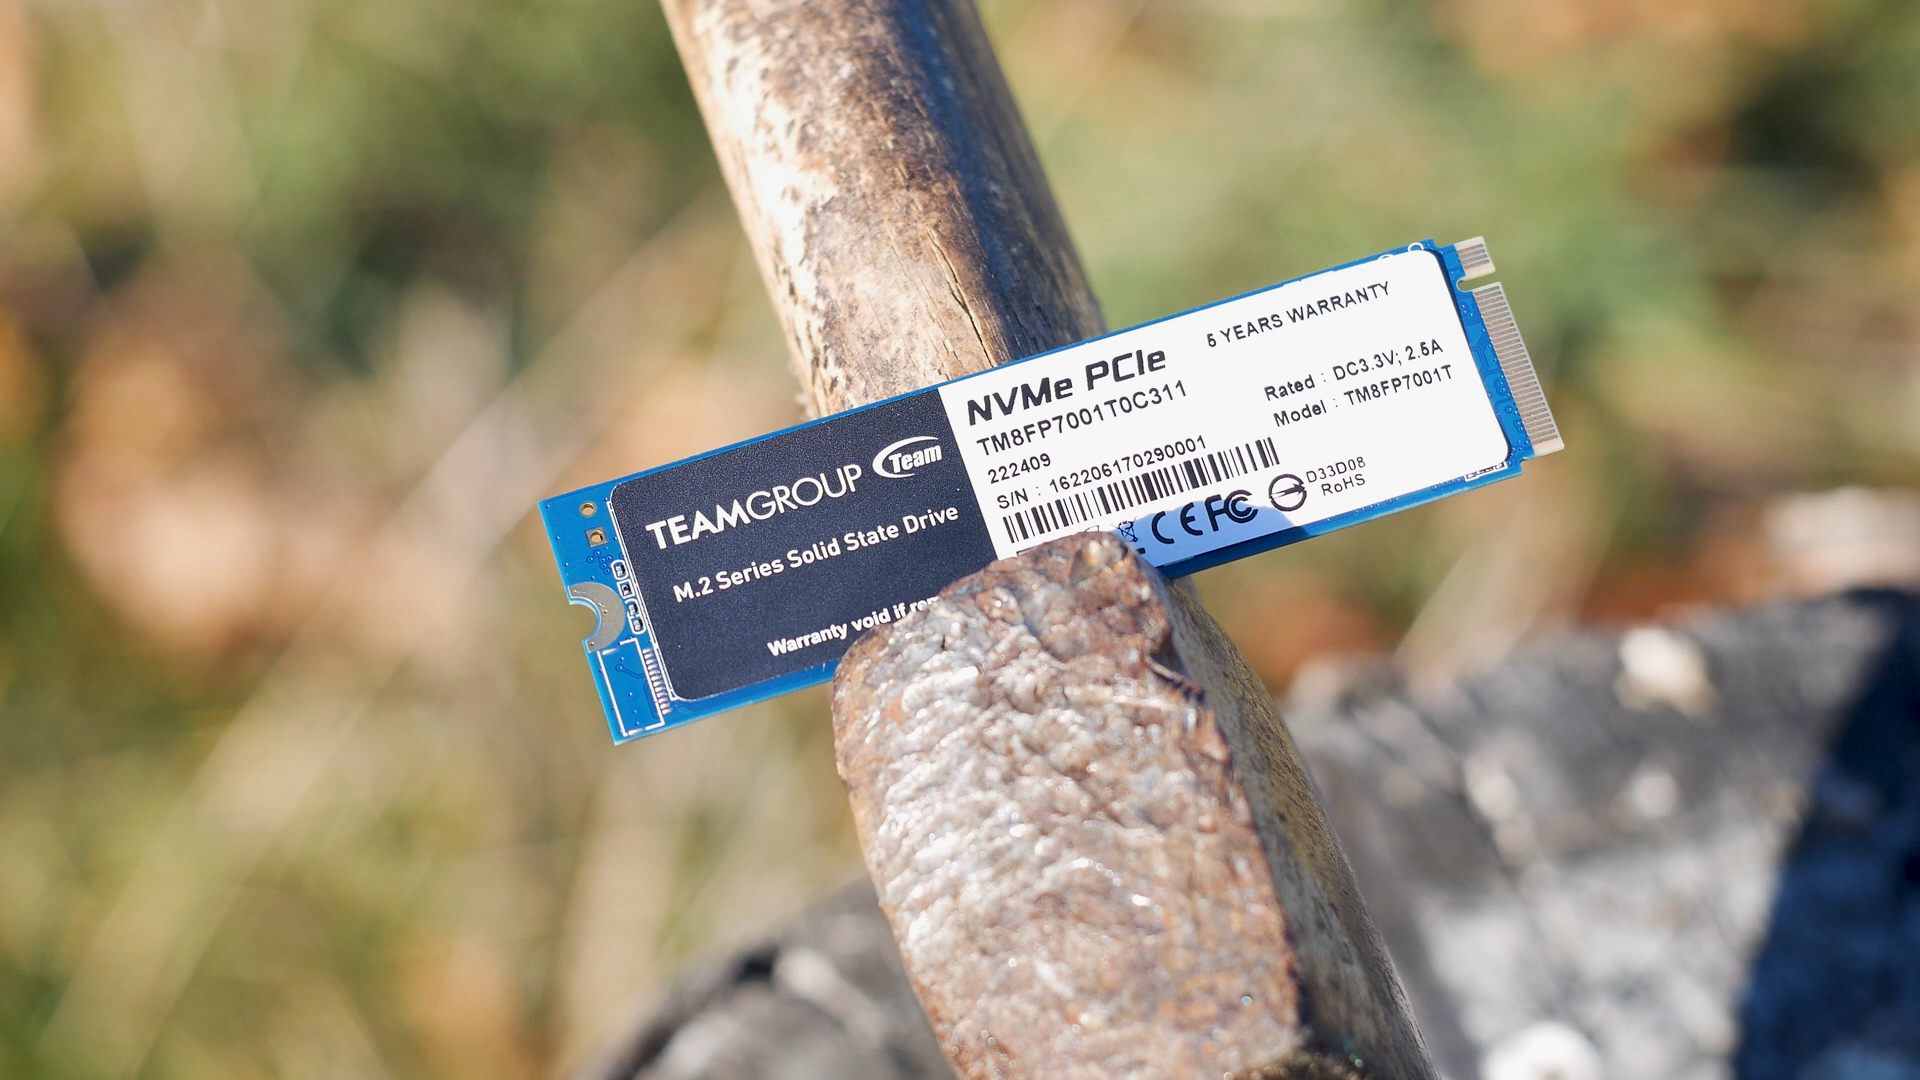 TEAMGROUP Team
M.2 Series Solid State Drive
Warranty void if
NVMe PCIe
TM8FP7001T0C311
222409
S/N : 162206170290001
5 YEARS WARRANTY
Rated : DC3.3V; 2.5A
Model : TM8FP7001T
CE FC
D33D08
RoHS